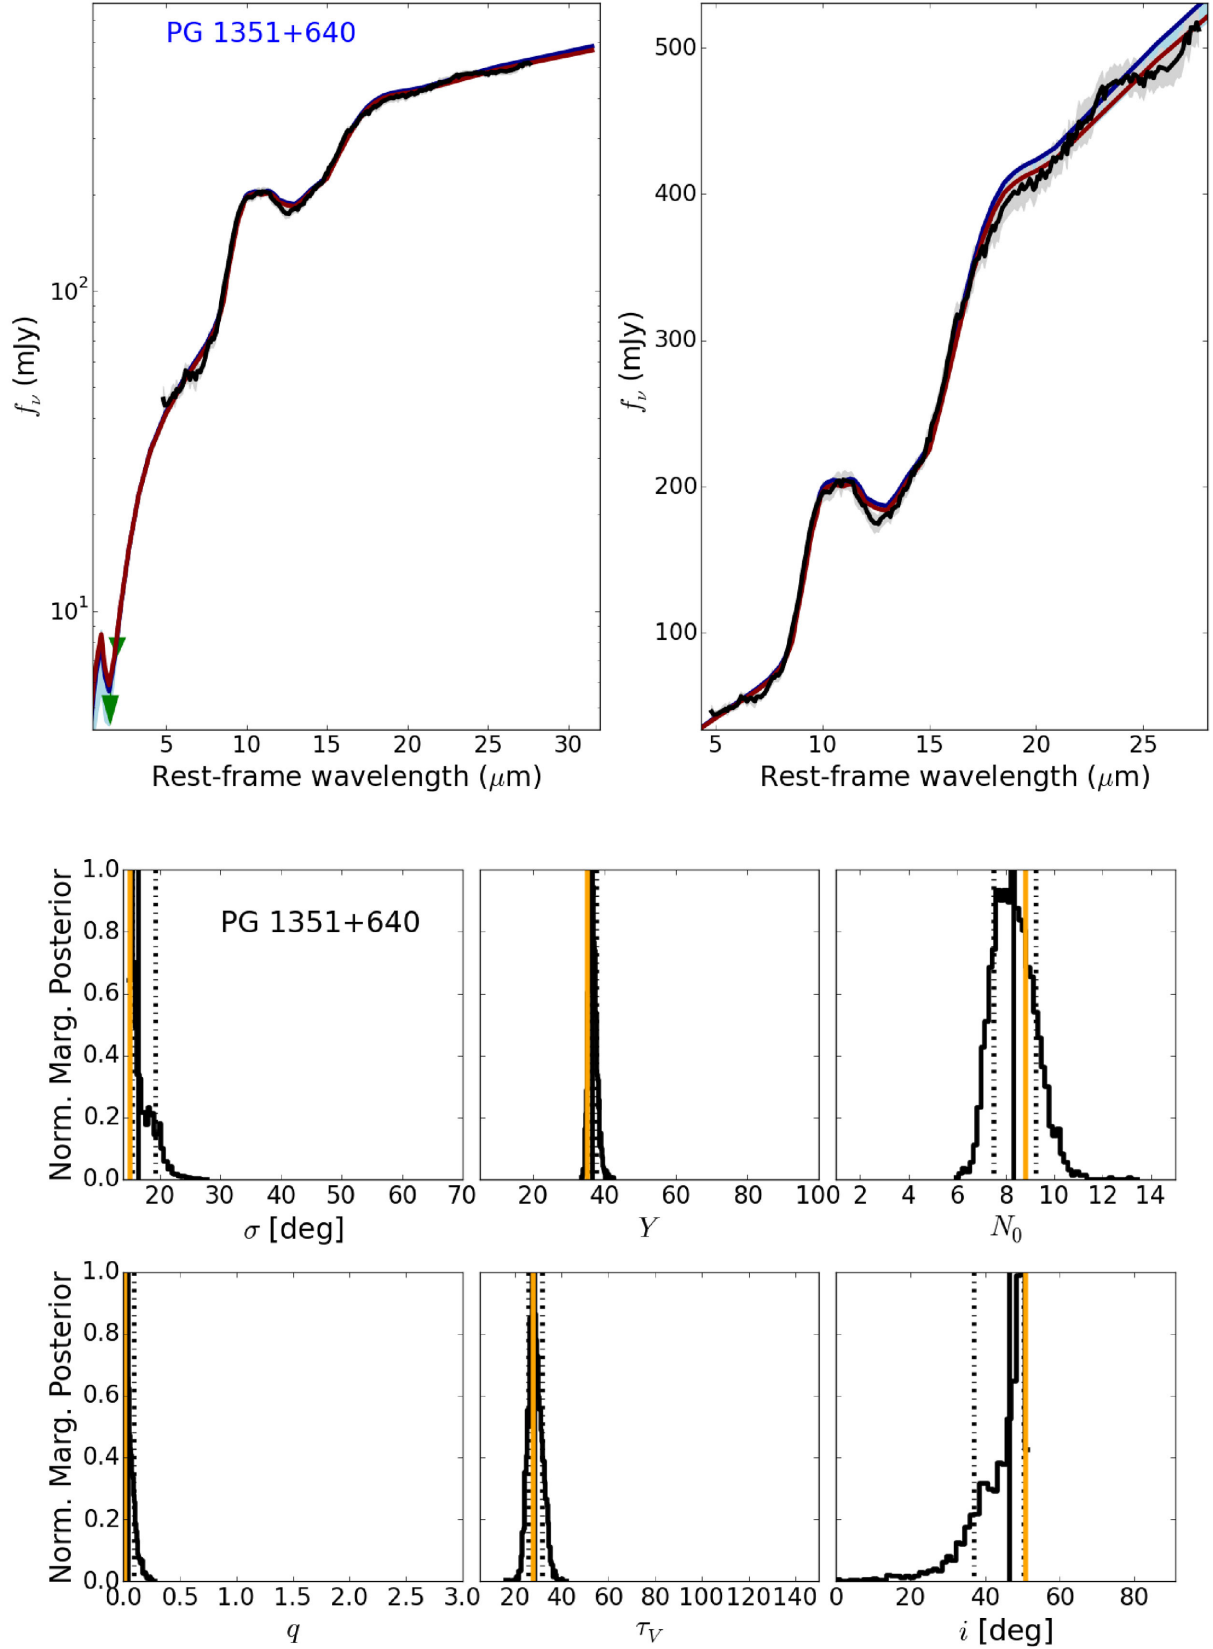 PG 1351+640
f_ν (mJy)
10²
10¹
5 10 15 20 25 30
Rest-frame wavelength (μm)
f_ν (mJy)
500
400
300
200
100
5 10 15 20 25
Rest-frame wavelength (μm)
Norm. Marg. Posterior
1.0
0.8
0.6
0.4
0.2
0.0
PG 1351+640
20 30 40 50 60 70
σ [deg]
20 40 60 80 100
Y
2 4 6 8 10 12 14
N₀
Norm. Marg. Posterior
1.0
0.8
0.6
0.4
0.2
0.0
0.0 0.5 1.0 1.5 2.0 2.5 3.0
q
20 40 60 80 100 120 140
τ_V
0 20 40 60 80
i [deg]